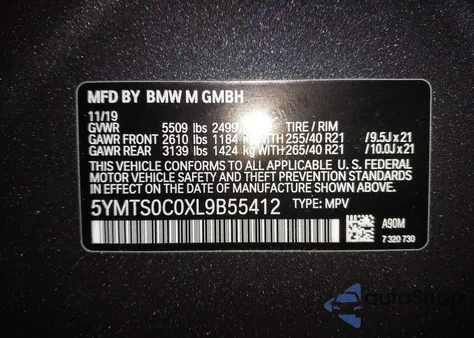 MFD BY BMW M GMBH
11/19
GVWR 5509 lbs 2499 TIRE / RIM
GAWR FRONT 2610 lbs 1184 kg WITH 255/40 R21 / 9.5J x 21
GAWR REAR 3139 lbs 1424 kg WITH 265/40 R21 / 10.0J x 21
THIS VEHICLE CONFORMS TO ALL APPLICABLE U.S. FEDERAL
MOTOR VEHICLE SAFETY, BUMPER, AND THEFT PREVENTION
STANDARDS IN EFFECT ON THE DATE OF MANUFACTURE SHOWN ABOVE.
5YMTS0C0XL9B55412 TYPE: MPV
A90M
7 320 730